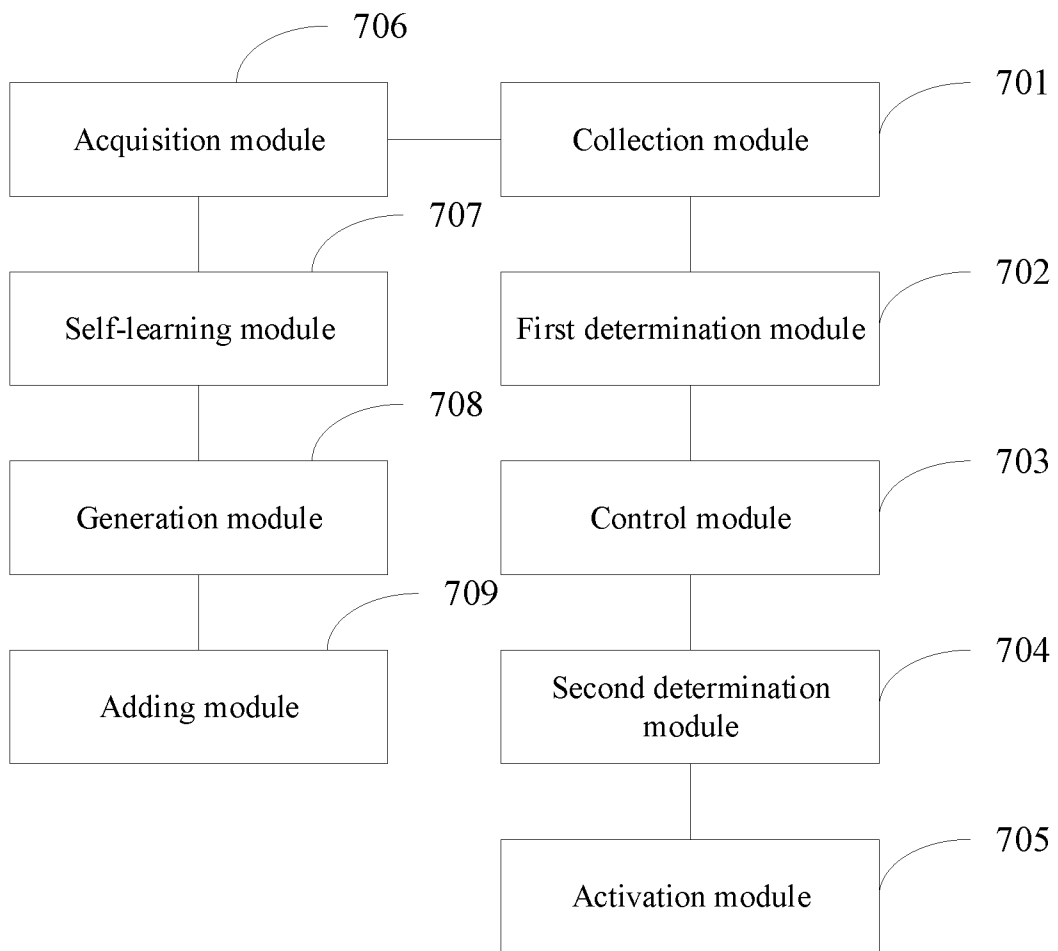 706
701
Acquisition module
Collection module
707
702
Self-learning module
First determination module
708
703
Generation module
Control module
709
704
Adding module
Second determination
module
705
Activation module